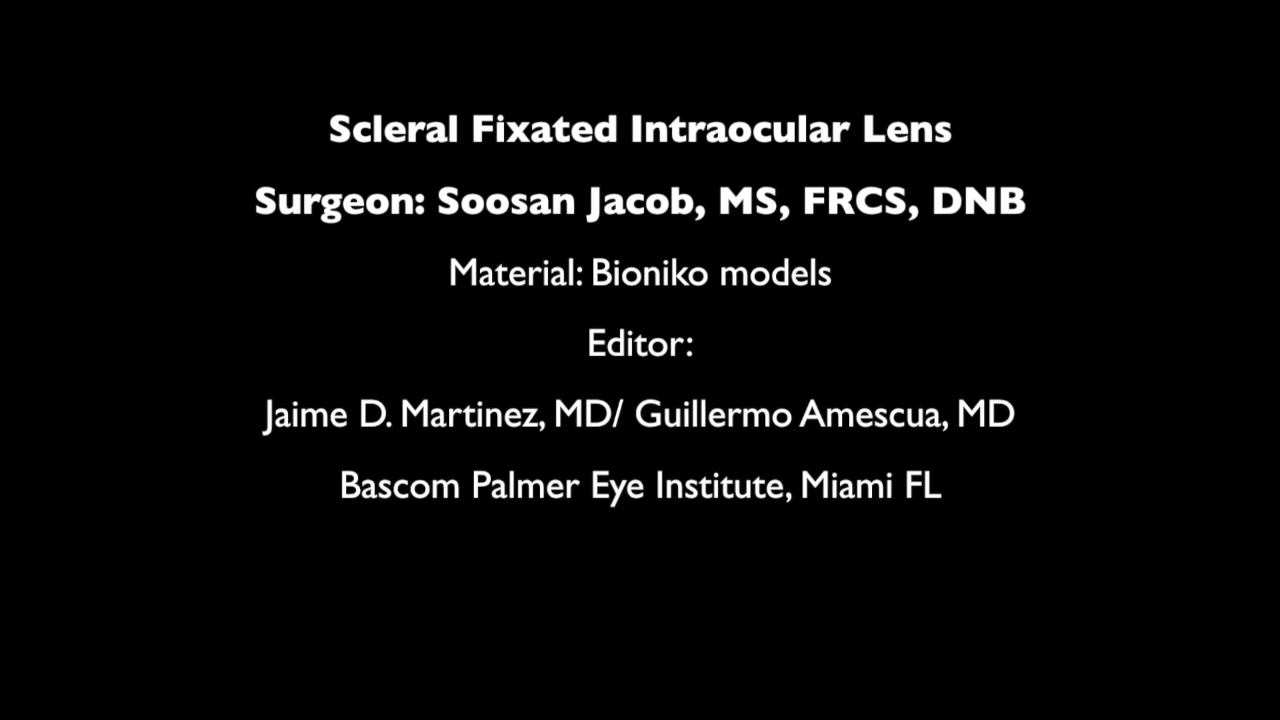 Scleral Fixated Intraocular Lens
Surgeon: Soosan Jacob, MS, FRCS, DNB
Material: Bioniko models
Editor:
Jaime D. Martinez, MD/ Guillermo Amescua, MD
Bascom Palmer Eye Institute, Miami FL